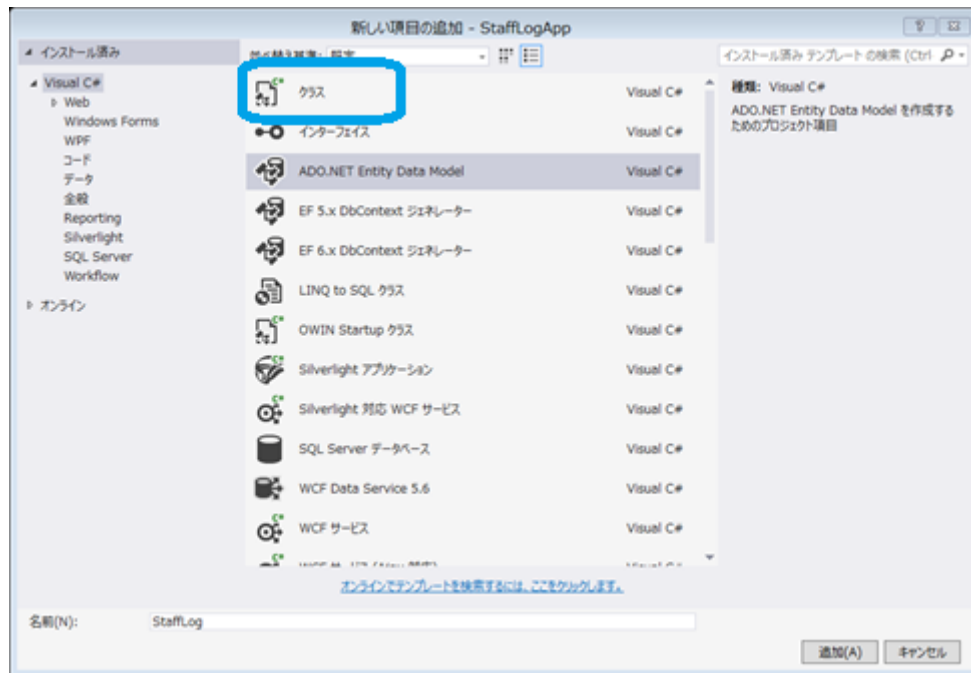 新しい項目の追加 - StaffLogApp
インストール済み
既定
インストール済み テンプレート の検索 (Ctrl
Visual C#
Web
Windows Forms
WPF
コード
データ
全般
Reporting
Silverlight
SQL Server
Workflow
オンライン
クラス Visual C#
インターフェイス Visual C#
ADO.NET Entity Data Model Visual C#
EF 5.x DbContext ジェネレーター Visual C#
EF 6.x DbContext ジェネレーター Visual C#
LINQ to SQL クラス Visual C#
OWIN Startup クラス Visual C#
Silverlight アプリケーション Visual C#
Silverlight 対応 WCF サービス Visual C#
SQL Server データベース Visual C#
WCF Data Service 5.6 Visual C#
WCF サービス Visual C#
種類: Visual C#
ADO.NET Entity Data Model を作成する
ためのプロジェクト項目
オンラインでテンプレートを検索するには、ここをクリックします。
名前(N): StaffLog
追加(A) キャンセル